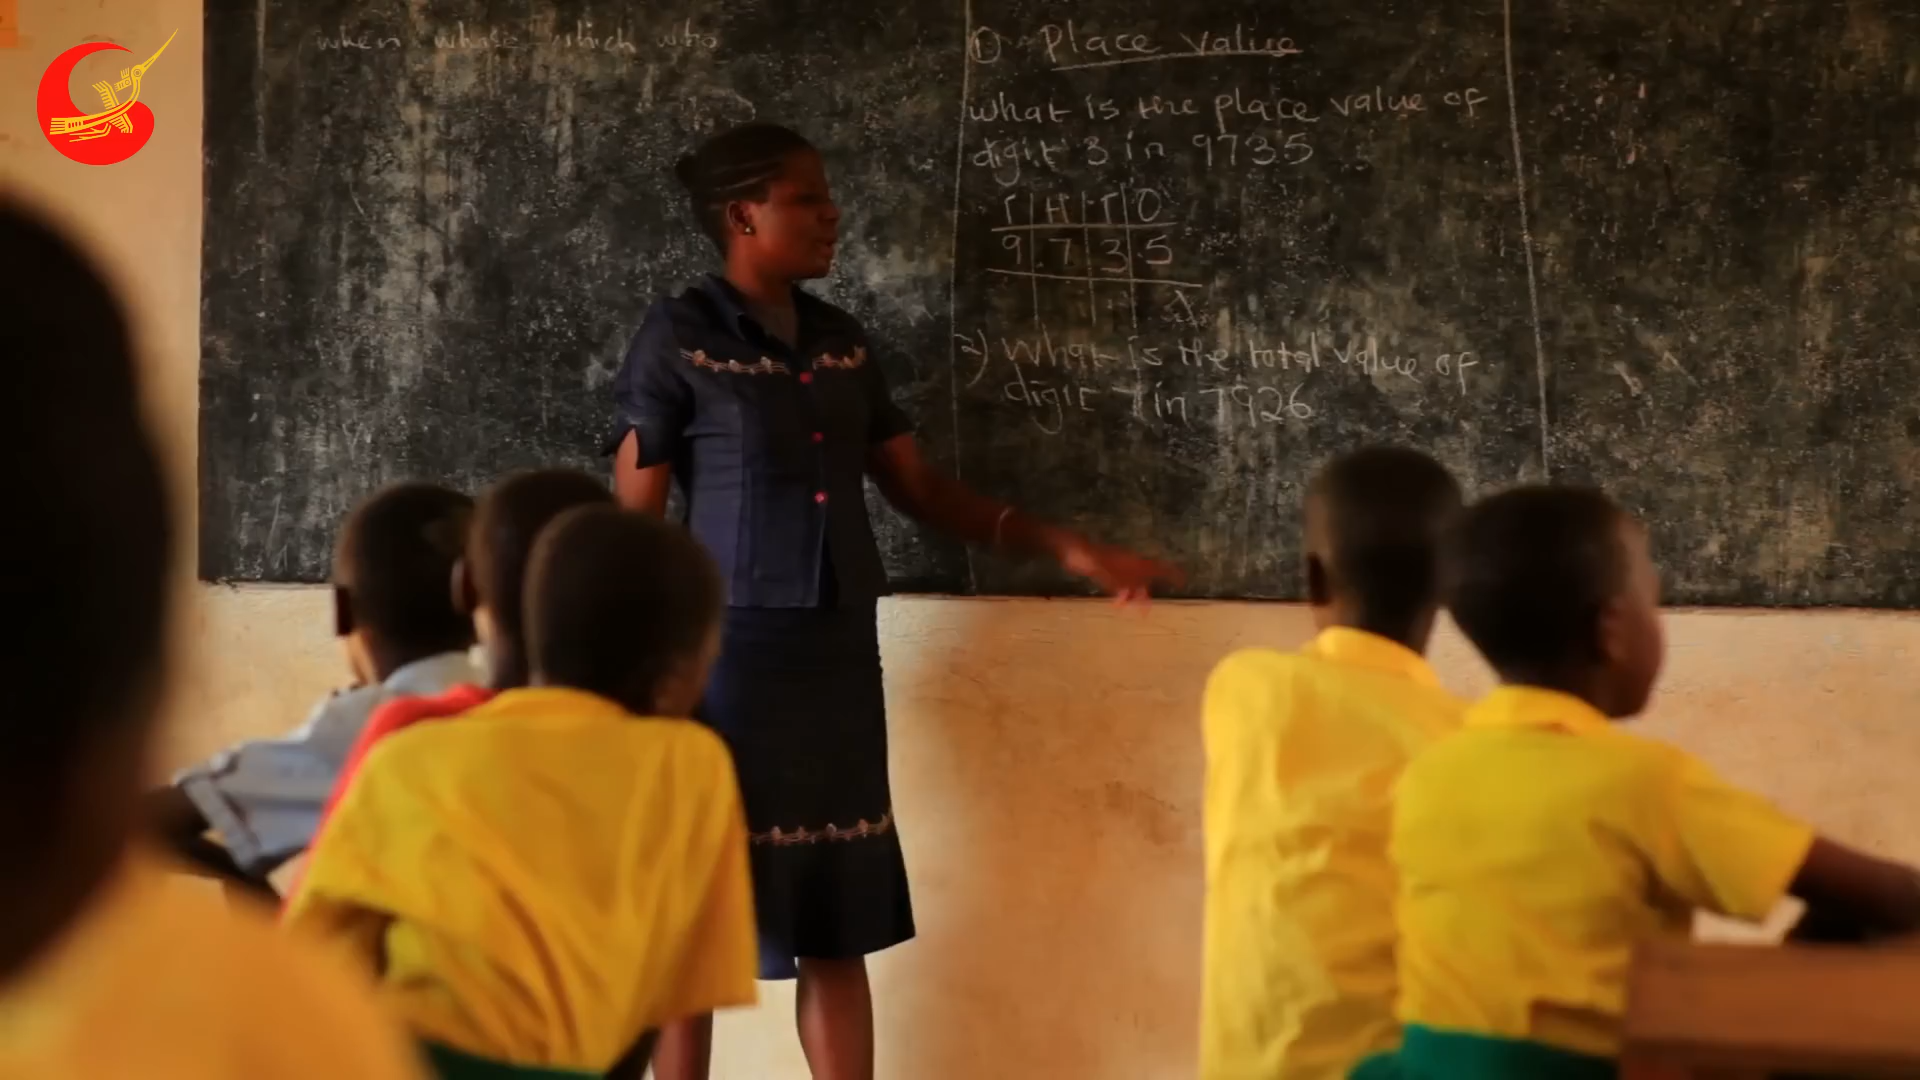 when whose which who
① Place Value
what is the place value of
digit 3 in 9735
T H T O
9 7 3 5
2) What is the total value of
digit 7 in 7926